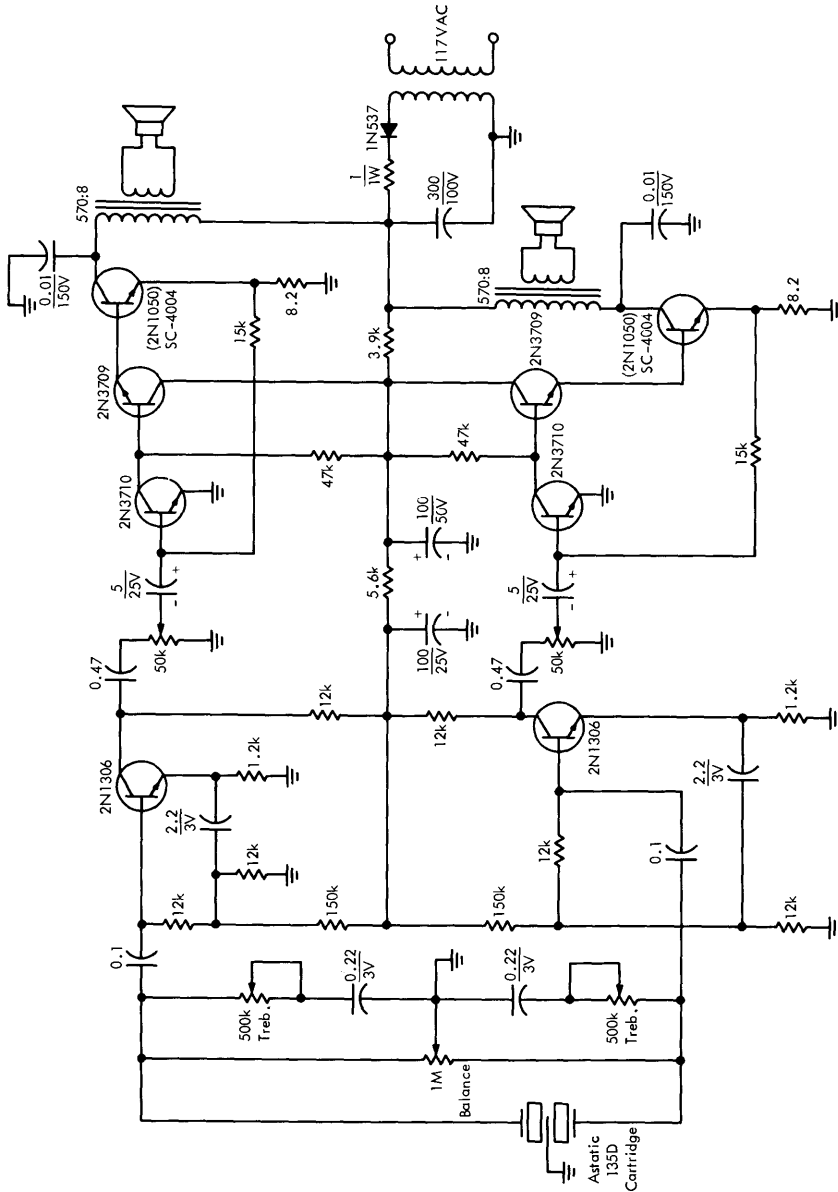 0.01
150V
570:8
117VAC
(2N1050)
SC-4004
1N537
1
1W
300
100V
8.2
15k
2N3709
2N3710
5
25V
47k
3.9k
570:8
0.01
150V
(2N1050)
SC-4004
8.2
2N3709
47k
2N3710
15k
+
-
50k
0.47
100
50V
+
-
5.6k
100
25V
+
-
5
25V
+
-
50k
0.47
12k
12k
2N1306
1.2k
2.2
3V
12k
12k
150k
150k
2N1306
12k
0.1
1.2k
2.2
3V
12k
0.1
500k
Treb.
0.22
3V
0.22
3V
500k
Treb.
1M
Balance
Astatic
135D
Cartridge